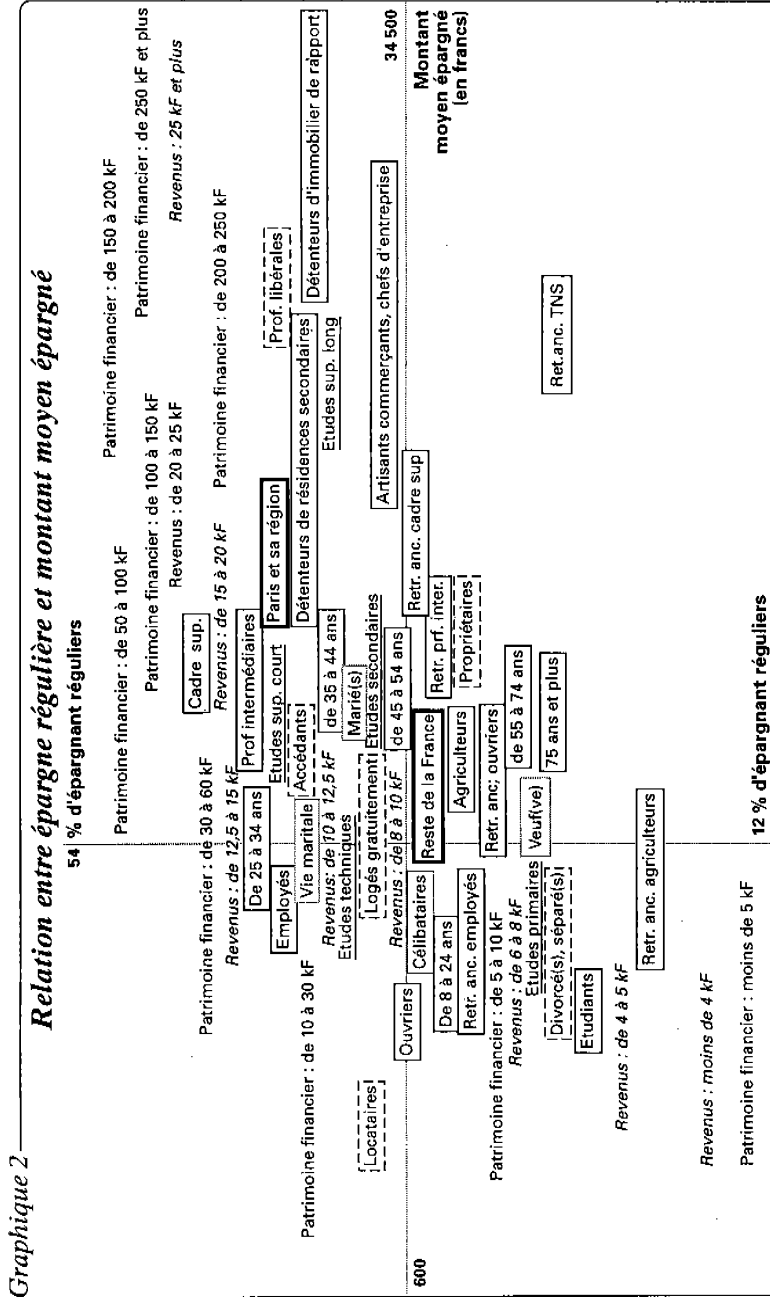 Graphique 2
Relation entre épargne régulière et montant moyen épargné
54 % d'épargnant réguliers
Patrimoine financier : de 150 à 200 kF
Patrimoine financier : de 50 à 100 kF
Patrimoine financier : de 250 kF et plus
Patrimoine financier : de 100 à 150 kF
Revenus : 25 kF et plus
Revenus : de 20 à 25 kF
Cadre sup.
Patrimoine financier : de 30 à 60 kF
Revenus : de 15 à 20 kF
Patrimoine financier : de 200 à 250 kF
Revenus : de 12,5 à 15 kF
Prof intermédiaires
De 25 à 34 ans
Paris et sa région
Prof. libérales
Etudes sup. court
Employés
Accédants
Vie maritale
Détenteurs de résidences secondaires
Détenteurs d'immobilier de rapport
Patrimoine financier : de 10 à 30 kF
Revenus: de 10 à 12,5 kF
de 35 à 44 ans
Etudes sup. long
Etudes techniques
Marié(s)
Locataires
Logés gratuitement
Etudes secondaires
Artisants commerçants, chefs d'entreprise
Revenus : de 8 à 10 kF
de 45 à 54 ans
34 500
600
Ouvriers
Célibataires
Reste de la France
Retr. anc. cadre sup
Montant
moyen épargné
(en francs)
De 8 à 24 ans
Retr. prf. inter.
Retr. anc. employés
Agriculteurs
Propriétaires
Patrimoine financier : de 5 à 10 kF
Retr. anc; ouvriers
Revenus : de 6 à 8 kF
de 55 à 74 ans
Etudes primaires
Veuf(ve)
Divorcé(s), séparé(s)
75 ans et plus
Ret.anc. TNS
Etudiants
Revenus : de 4 à 5 kF
Retr. anc. agriculteurs
Revenus : moins de 4 kF
Patrimoine financier : moins de 5 kF
12 % d'épargnant réguliers